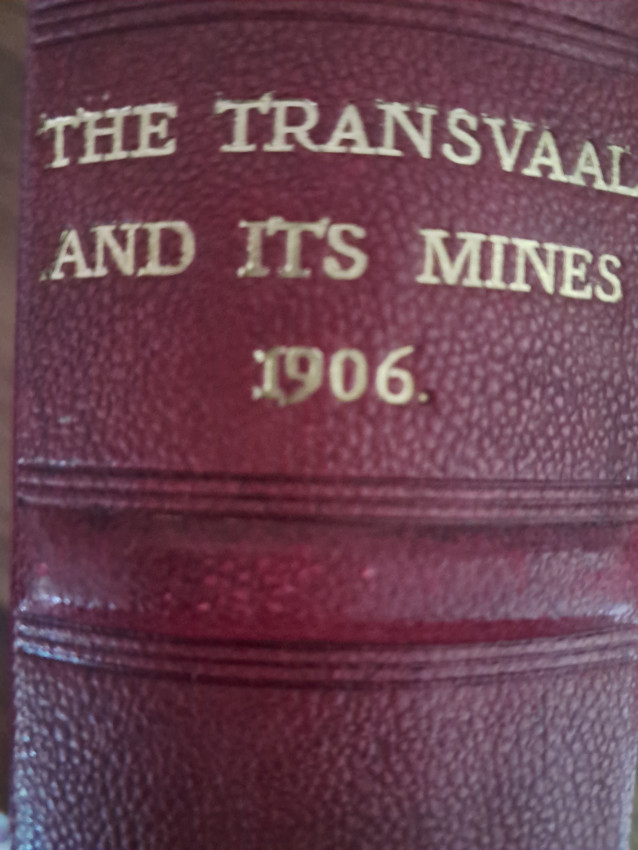 THE TRANSVAAL
AND ITS MINES
1906.